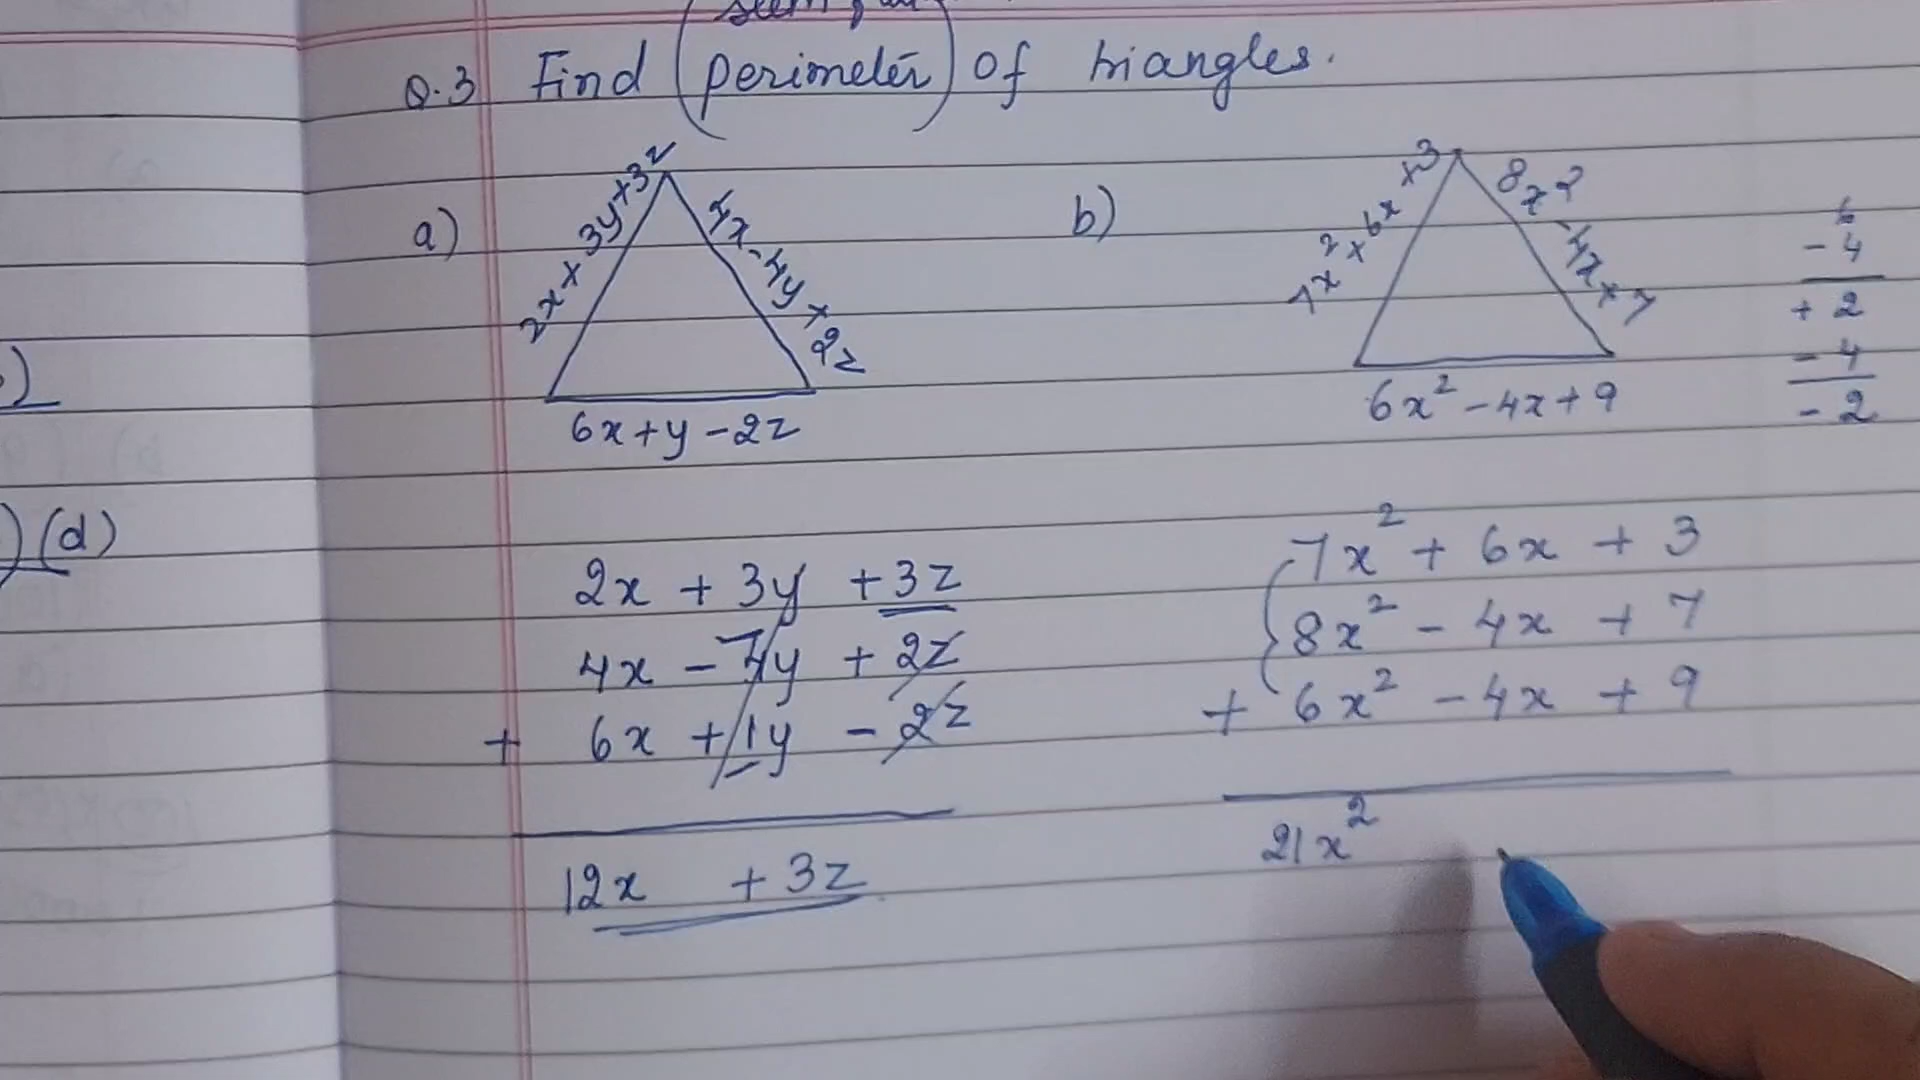 Q.3 Find (perimeter) of triangles.
a)
2x + 3y + 3z
4x - 4y + 2z
6x + y - 2z
b)
7x² + 6x + 3
8x² - 4x + 7
6x² - 4x + 9
6
- 4
+ 2
- 4
- 2
) (d)
2x + 3y + 3z
4x - 4y + 2z
+ 6x + 1y - 2z
12x + 3z
7x² + 6x + 3
8x² - 4x + 7
+ 6x² - 4x + 9
21x²